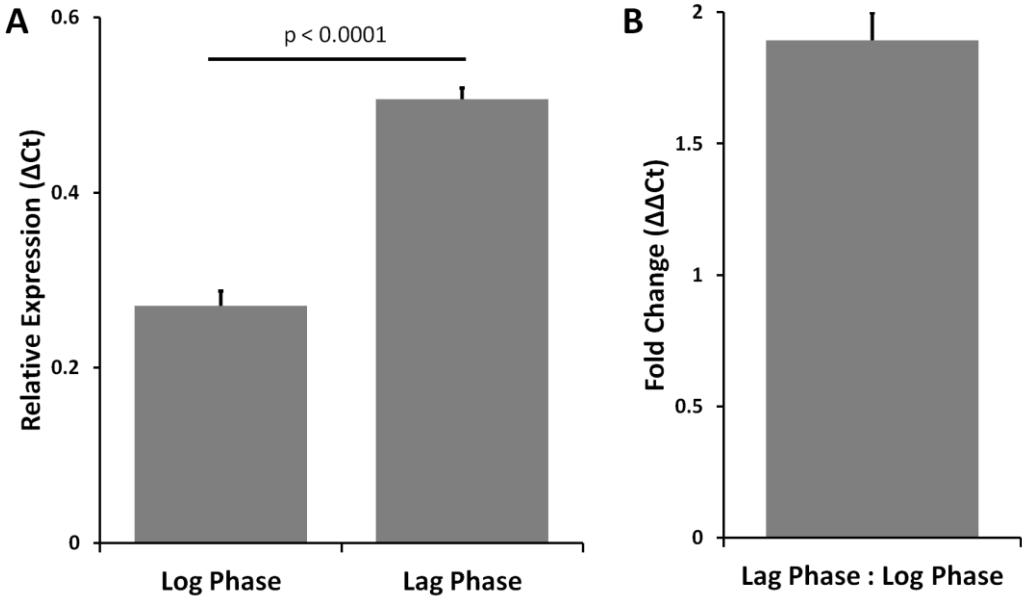 A
B
p < 0.0001
Relative Expression (ΔCt)
0.6
0.4
0.2
0
Log Phase
Lag Phase
Fold Change (ΔΔCt)
2
1.5
1
0.5
0
Lag Phase : Log Phase